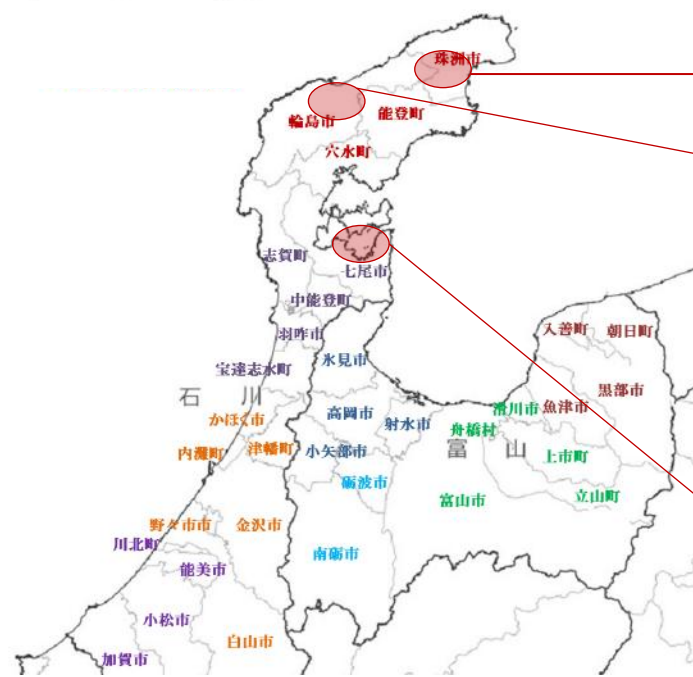 珠洲市
能登町
輪島市
穴水町
志賀町
七尾市
中能登町
羽咋市
入善町
朝日町
氷見市
宝達志水町
黒部市
石川
かほく市
高岡市
射水市
滑川市
魚津市
舟橋村
富山
内灘町
津幡町
小矢部市
上市町
砺波市
富山市
立山町
野々市市
金沢市
川北町
南砺市
能美市
小松市
白山市
加賀市